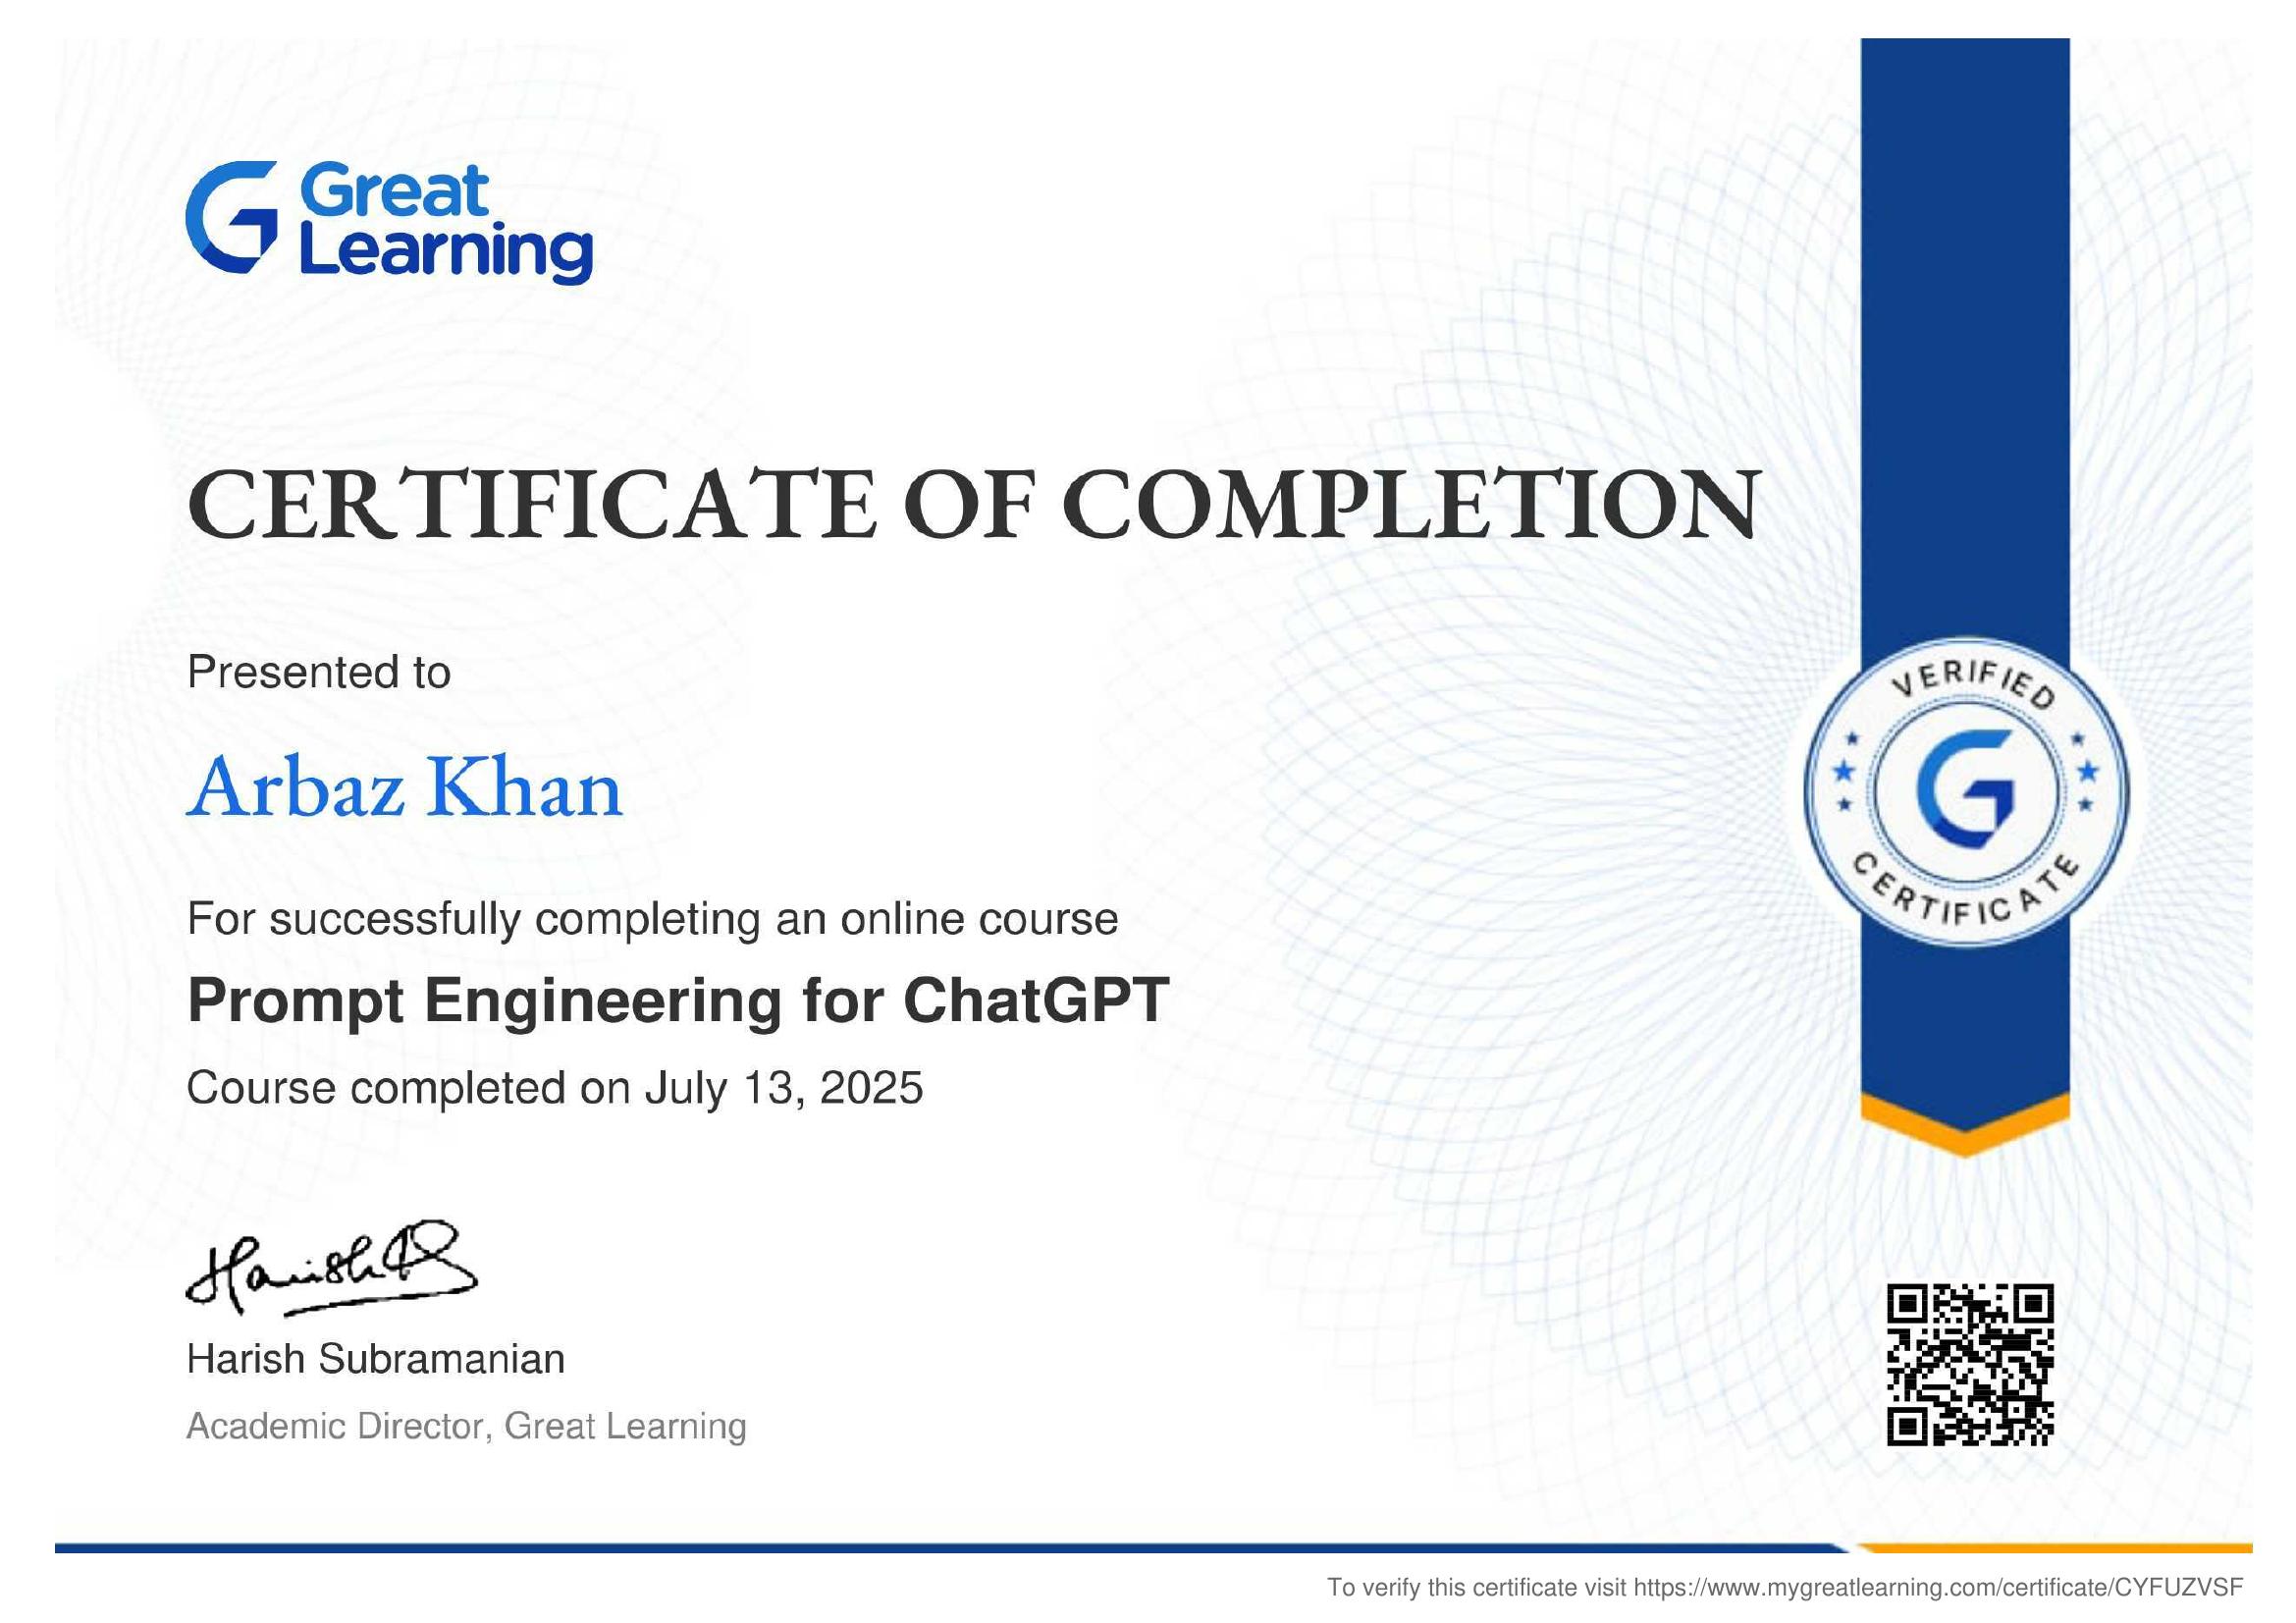 Great
Learning
CERTIFICATE OF COMPLETION
Presented to
Arbaz Khan
For successfully completing an online course
Prompt Engineering for ChatGPT
Course completed on July 13, 2025
VERIFIED
CERTIFICATE
Harish Subramanian
Academic Director, Great Learning
To verify this certificate visit https://www.mygreatlearning.com/certificate/CYFUZVSF